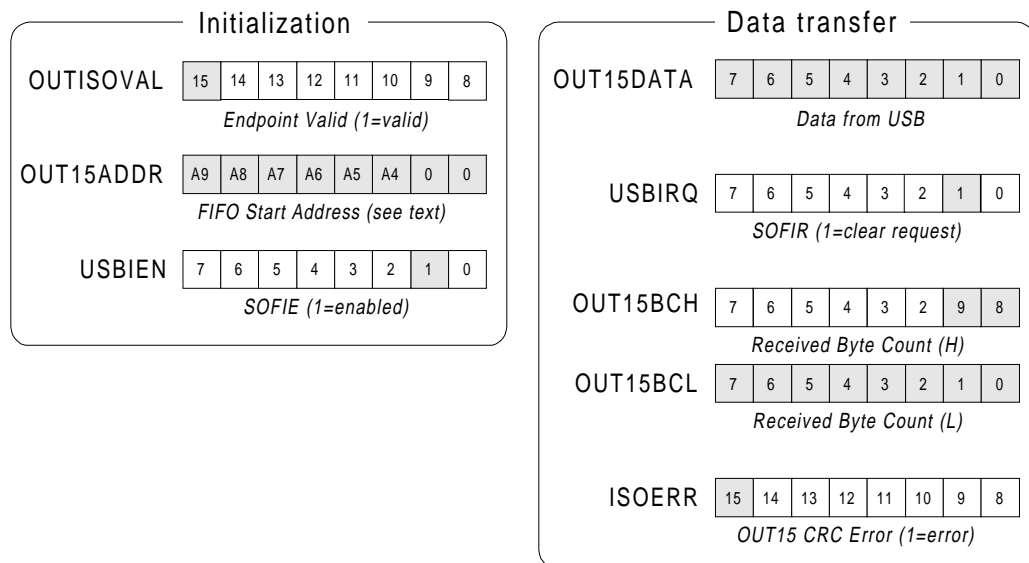 Initialization
OUTISOVAL 15 14 13 12 11 10 9 8
Endpoint Valid (1=valid)
OUT15ADDR A9 A8 A7 A6 A5 A4 0 0
FIFO Start Address (see text)
USBIEN 7 6 5 4 3 2 1 0
SOFIE (1=enabled)
Data transfer
OUT15DATA 7 6 5 4 3 2 1 0
Data from USB
USBIRQ 7 6 5 4 3 2 1 0
SOFIR (1=clear request)
OUT15BCH 7 6 5 4 3 2 9 8
Received Byte Count (H)
OUT15BCL 7 6 5 4 3 2 1 0
Received Byte Count (L)
ISOERR 15 14 13 12 11 10 9 8
OUT15 CRC Error (1=error)